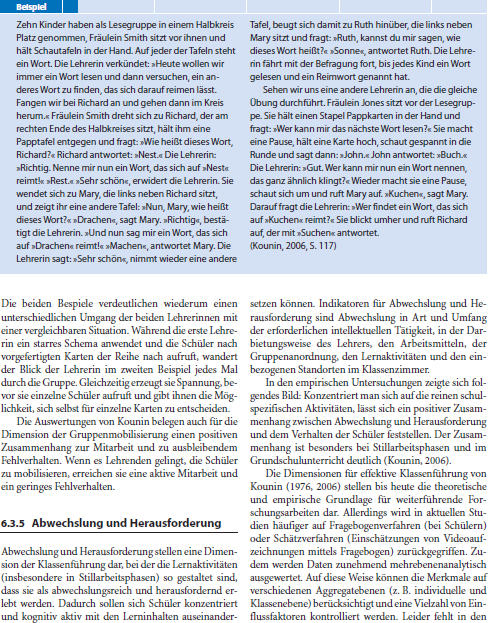 Beispiel
Zehn Kinder haben als Lesegruppe in einem Halbkreis
Platz genommen, Fräulein Smith sitzt vor ihnen und
hält Schautafeln in der Hand. Auf jeder der Tafeln steht
ein Wort. Die Lehrerin verkündet: »Heute wollen wir
immer ein Wort lesen und dann versuchen, ein an-
deres Wort zu finden, das sich darauf reimen lässt.
Fangen wir bei Richard an und gehen dann im Kreis
herum.« Fräulein Smith dreht sich zu Richard, der am
rechten Ende des Halbkreises sitzt, hält ihm eine
Papptafel entgegen und fragt: »Wie heißt dieses Wort,
Richard?« Richard antwortet: »Nest.« Die Lehrerin:
»Richtig. Nenne mir nun ein Wort, das sich auf »Nest«
reimt!« »Rest.« »Sehr schön«, erwidert die Lehrerin. Sie
wendet sich zu Mary, die links neben Richard sitzt,
und zeigt ihr eine andere Tafel: »Nun, Mary, wie heißt
dieses Wort?« »Drachen«, sagt Mary. »Richtig«, bestä-
tigt die Lehrerin. »Und nun sag mir ein Wort, das sich
auf »Drachen« reimt!« »Machen«, antwortet Mary. Die
Lehrerin sagt: »Sehr schön«, nimmt wieder eine andere
Tafel, beugt sich damit zu Ruth hinüber, die links neben
Mary sitzt und fragt: »Ruth, kannst du mir sagen, wie
dieses Wort heißt?« »Sonne«, antwortet Ruth. Die Lehre-
rin fährt mit der Befragung fort, bis jedes Kind ein Wort
gelesen und ein Reimwort genannt hat.
Sehen wir uns eine andere Lehrerin an, die die gleiche
Übung durchführt. Fräulein Jones sitzt vor der Lesegrup-
pe. Sie hält einen Stapel Pappkarten in der Hand und
fragt: »Wer kann mir das nächste Wort lesen?« Sie macht
eine Pause, hält eine Karte hoch, schaut gespannt in die
Runde und sagt dann: »John.« John antwortet: »Buch.«
Die Lehrerin: »Gut. Wer kann mir nun ein Wort nennen,
das ganz ähnlich klingt?« Wieder macht sie eine Pause,
schaut sich um und ruft Mary auf. »Kuchen«, sagt Mary.
Darauf fragt die Lehrerin: »Wer findet ein Wort, das sich
auf »Kuchen« reimt?« Sie blickt umher und ruft Richard
auf, der mit »Suchen« antwortet.
(Kounin, 2006, S. 117)
Die beiden Bespiele verdeutlichen wiederum einen
unterschiedlichen Umgang der beiden Lehrerinnen mit
einer vergleichbaren Situation. Während die erste Lehre-
rin ein starres Schema anwendet und die Schüler nach
vorgefertigten Karten der Reihe nach aufruft, wandert
der Blick der Lehrerin im zweiten Beispiel jedes Mal
durch die Gruppe. Gleichzeitig erzeugt sie Spannung, be-
vor sie einzelne Schüler aufruft und gibt ihnen die Mög-
lichkeit, sich selbst für einzelne Karten zu entscheiden.
Die Auswertungen von Kounin belegen auch für die
Dimension der Gruppenmobilisierung einen positiven
Zusammenhang zur Mitarbeit und zu ausbleibendem
Fehlverhalten. Wenn es Lehrenden gelingt, die Schüler
zu mobilisieren, erreichen sie eine aktive Mitarbeit und
ein geringes Fehlverhalten.
6.3.5 Abwechslung und Herausforderung
Abwechslung und Herausforderung stellen eine Dimen-
sion der Klassenführung dar, bei der die Lernaktivitäten
(insbesondere in Stillarbeitsphasen) so gestaltet sind,
dass sie als abwechslungsreich und herausfordernd er-
lebt werden. Dadurch sollen sich Schüler konzentriert
und kognitiv aktiv mit den Lerninhalten auseinander-
setzen können. Indikatoren für Abwechslung und He-
rausforderung sind Abwechslung in Art und Umfang
der erforderlichen intellektuellen Tätigkeit, in der Dar-
bietungsweise des Lehrers, den Arbeitsmitteln, der
Gruppenanordnung, den Lernaktivitäten und den ein-
bezogenen Standorten im Klassenzimmer.
In den empirischen Untersuchungen zeigte sich fol-
gendes Bild: Konzentriert man sich auf die reinen schul-
spezifischen Aktivitäten, lässt sich ein positiver Zusam-
menhang zwischen Abwechslung und Herausforderung
und dem Verhalten der Schüler feststellen. Der Zusam-
menhang ist besonders bei Stillarbeitsphasen und im
Grundschulunterricht deutlich (Kounin, 2006).
Die Dimensionen für effektive Klassenführung von
Kounin (1976, 2006) stellen bis heute die theoretische
und empirische Grundlage für weiterführende For-
schungsarbeiten dar. Allerdings wird in aktuellen Stu-
dien häufiger auf Fragebogenverfahren (bei Schülern)
oder Schätzverfahren (Einschätzungen von Videoauf-
zeichnungen mittels Fragebogen) zurückgegriffen. Zu-
dem werden Daten zunehmend mehrebenenanalytisch
ausgewertet. Auf diese Weise können die Merkmale auf
verschiedenen Aggregatebenen (z. B. individuelle und
Klassenebene) berücksichtigt und eine Vielzahl von Ein-
flussfaktoren kontrolliert werden. Leider fehlt in den